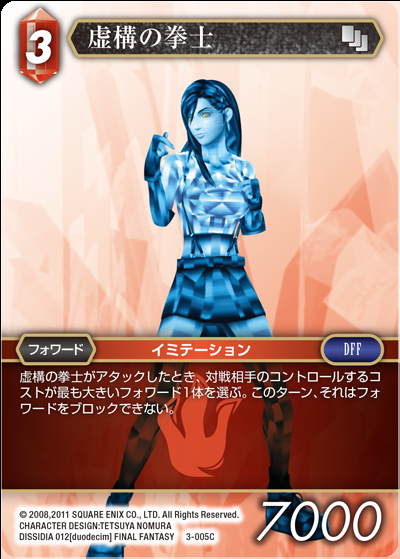 3
虚構の拳士
フォワード
イミテーション
DFF
虚構の拳士がアタックしたとき、対戦相手のコントロールするコ
ストが最も大きいフォワード1体を選ぶ。このターン、それはフォ
ワードをブロックできない。
© 2008,2011 SQUARE ENIX CO., LTD. All Rights Reserved.
CHARACTER DESIGN:TETSUYA NOMURA
DISSIDIA 012[duodecim] FINAL FANTASY 3-005C
7000